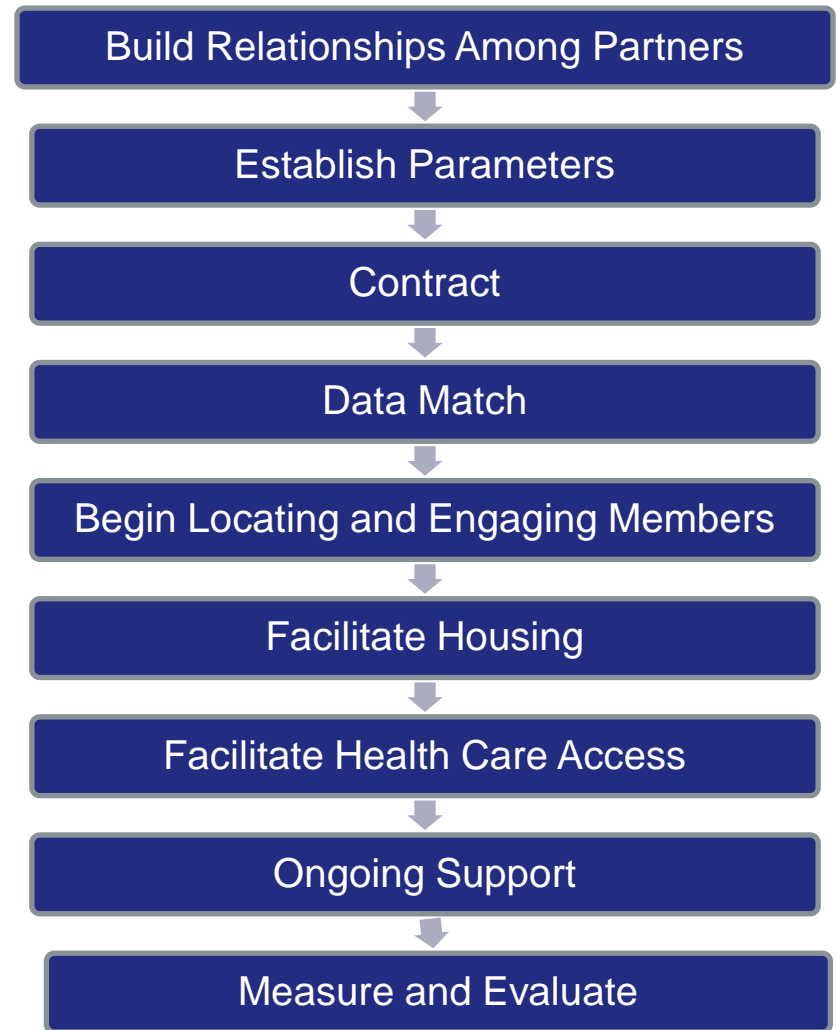 Build Relationships Among Partners
Establish Parameters
Contract
Data Match
Begin Locating and Engaging Members
Facilitate Housing
Facilitate Health Care Access
Ongoing Support
Measure and Evaluate